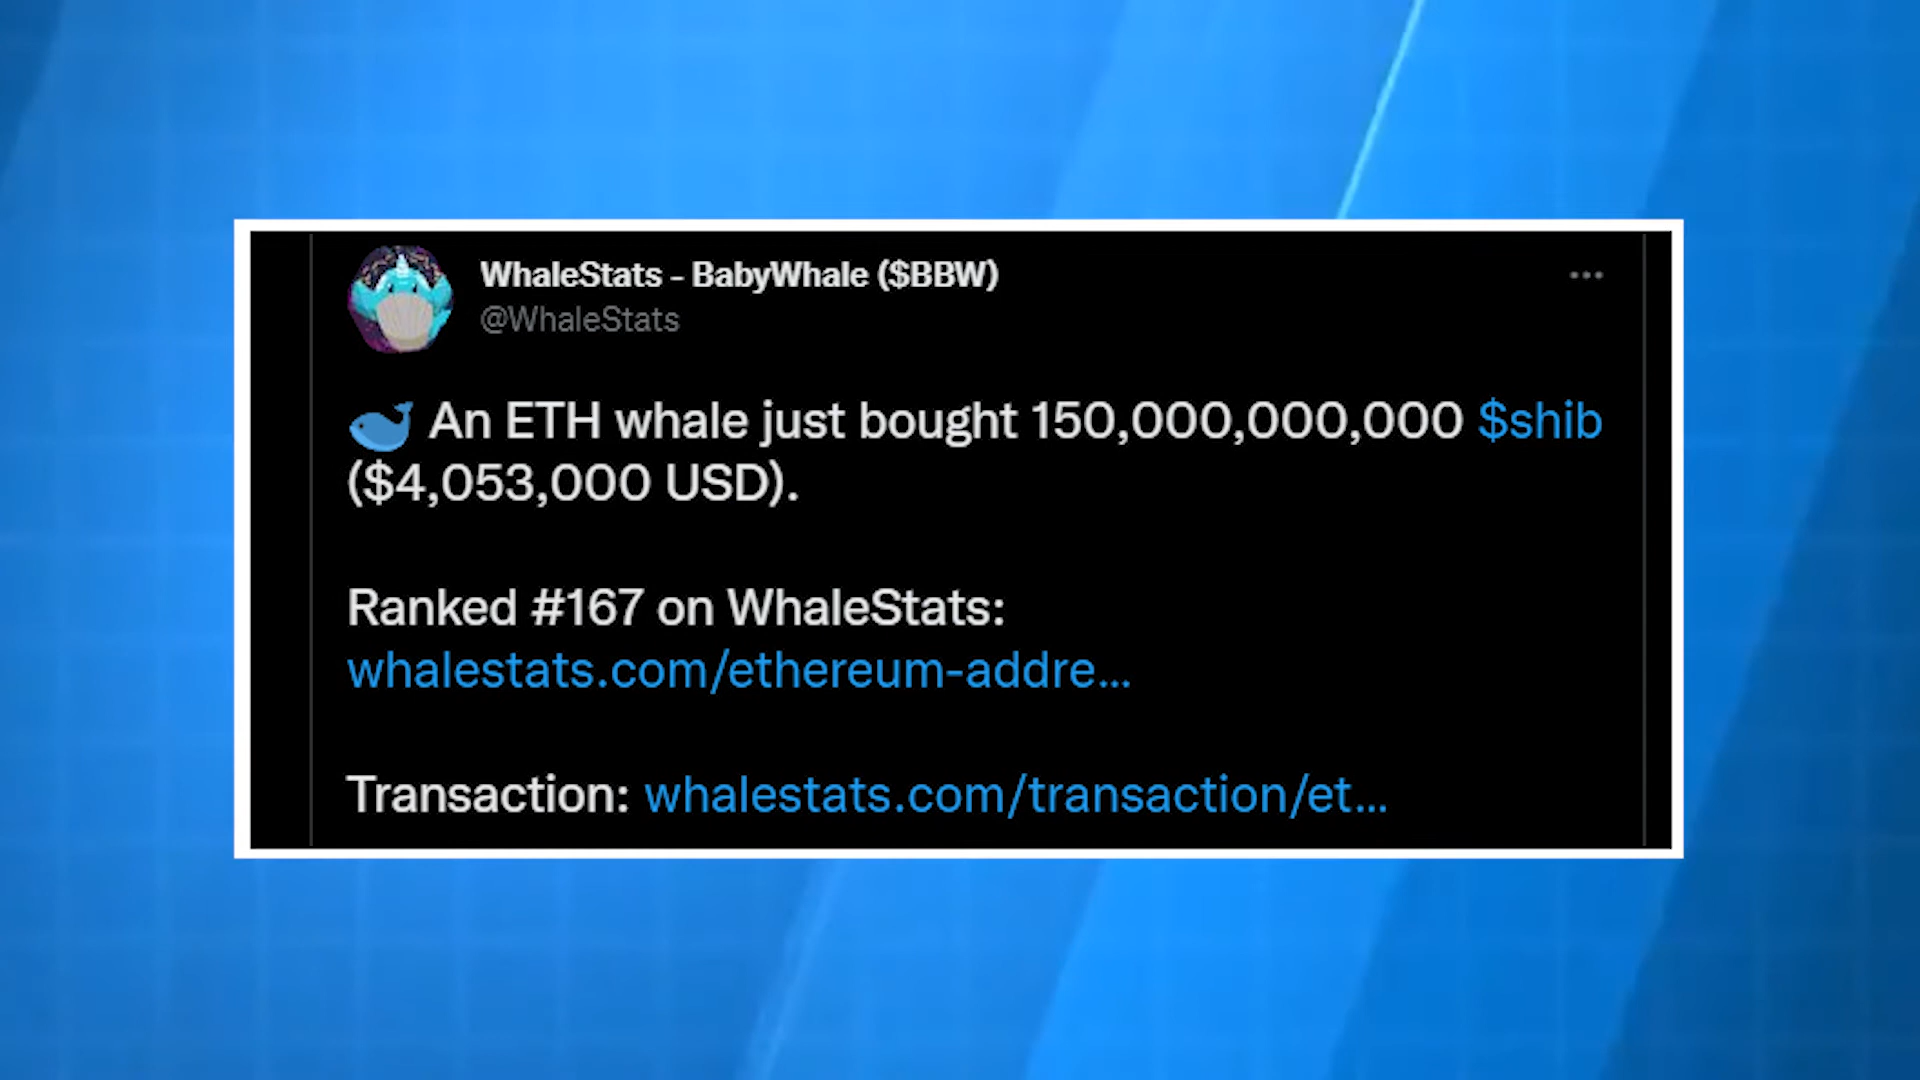 WhaleStats - BabyWhale ($BBW)
@WhaleStats
🐳 An ETH whale just bought 150,000,000,000 $shib
($4,053,000 USD).
Ranked #167 on WhaleStats:
whalestats.com/ethereum-addre...
Transaction: whalestats.com/transaction/et...